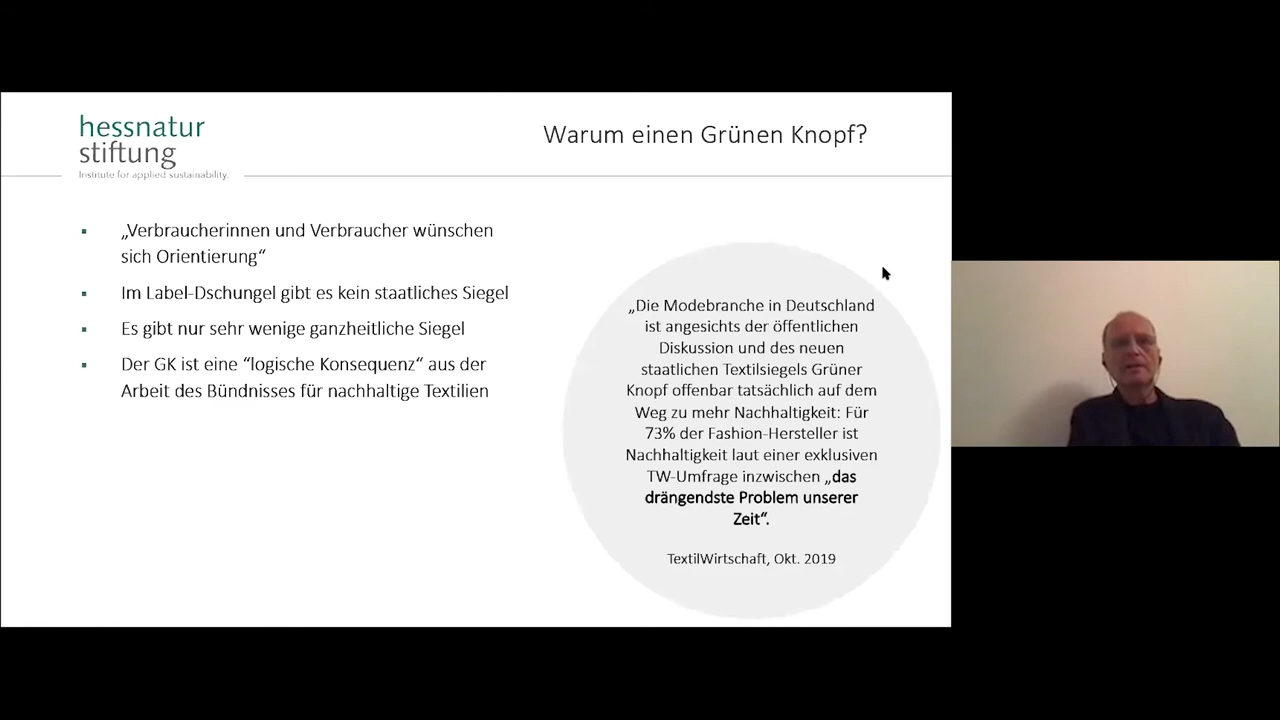 hessnatur
stiftung
Institute for applied sustainability.
Warum einen Grünen Knopf?
▪ „Verbraucherinnen und Verbraucher wünschen
sich Orientierung“
▪ Im Label-Dschungel gibt es kein staatliches Siegel
▪ Es gibt nur sehr wenige ganzheitliche Siegel
▪ Der GK ist eine “logische Konsequenz“ aus der
Arbeit des Bündnisses für nachhaltige Textilien
„Die Modebranche in Deutschland
ist angesichts der öffentlichen
Diskussion und des neuen
staatlichen Textilsiegels Grüner
Knopf offenbar tatsächlich auf dem
Weg zu mehr Nachhaltigkeit: Für
73% der Fashion-Hersteller ist
Nachhaltigkeit laut einer exklusiven
TW-Umfrage inzwischen „das
drängendste Problem unserer
Zeit“.
TextilWirtschaft, Okt. 2019